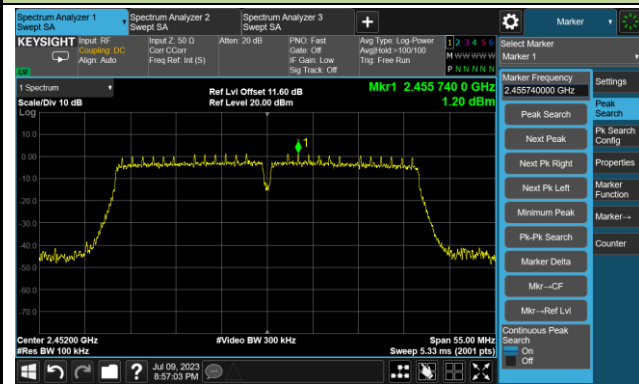 Spectrum Analyzer 1
Swept SA
Spectrum Analyzer 2
Swept SA
Spectrum Analyzer 3
Swept SA
Marker
KEYSIGHT
Input: RF
Coupling: DC
Align: Auto
Input Z: 50 Ω
Corr CCorr
Freq Ref: Int (S)
Atten: 20 dB
PNO: Fast
Gate: Off
IF Gain: Low
Sig Track: Off
Avg Type: Log-Power
Avg|Hold:>100/100
Trig: Free Run
1 2 3 4 5 6
M W W W W W
P N N N N N
Select Marker
Marker 1
1 Spectrum
Scale/Div 10 dB
Log
Ref Lvl Offset 11.60 dB
Ref Level 20.00 dBm
Mkr1 2.455 740 0 GHz
1.20 dBm
10.0
0.00
-10.0
-20.0
-30.0
-40.0
-50.0
-60.0
-70.0
1
Center 2.45200 GHz
#Res BW 100 kHz
#Video BW 300 kHz
Span 55.00 MHz
Sweep 5.33 ms (2001 pts)
Marker Frequency
2.455740000 GHz
Peak Search
Next Peak
Next Pk Right
Next Pk Left
Minimum Peak
Pk-Pk Search
Marker Delta
Mkr→CF
Mkr→Ref Lvl
Continuous Peak
Search
On
Off
Settings
Peak
Search
Pk Search
Config
Properties
Marker
Function
Marker→
Counter
Jul 09, 2023
8:57:03 PM